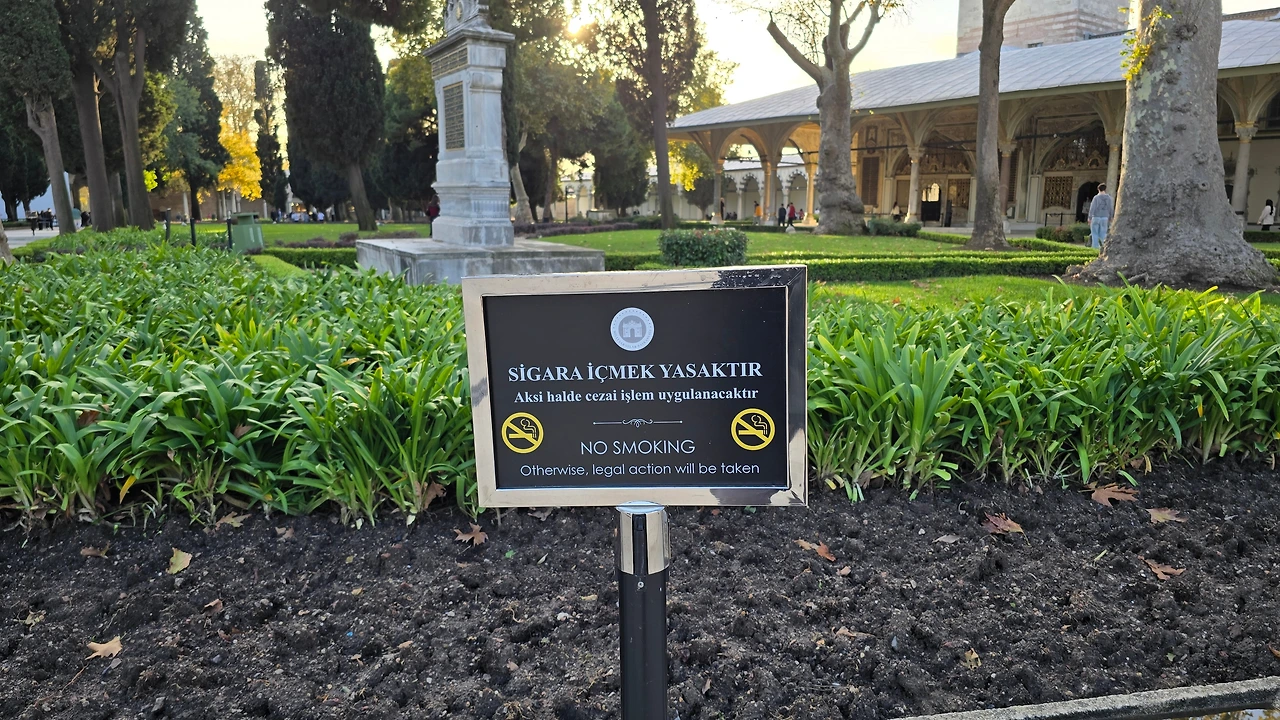 SİGARA İÇMEK YASAKTIR
Aksi halde cezai işlem uygulanacaktır
NO SMOKING
Otherwise, legal action will be taken